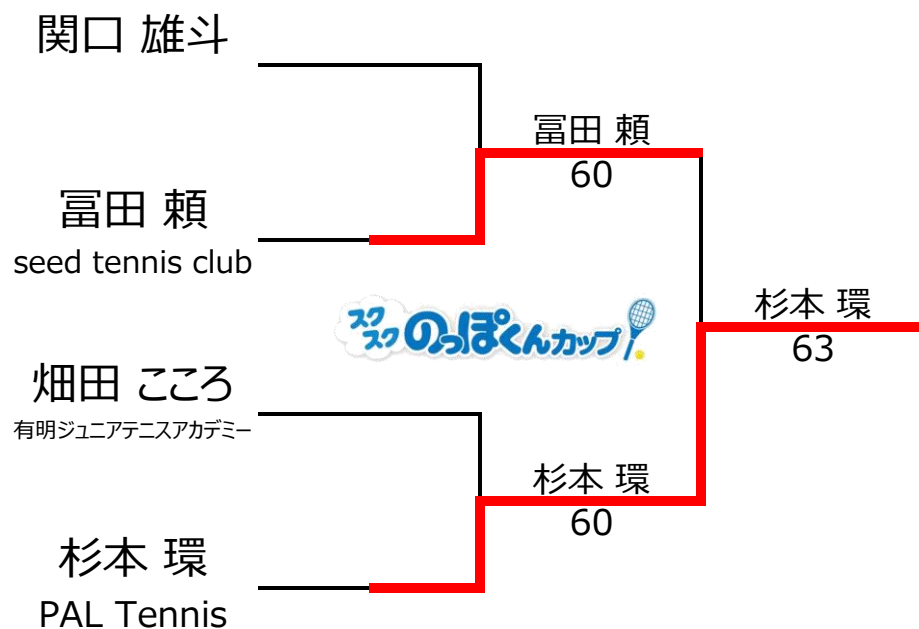 関口 雄斗
冨田 頼
60
冨田 頼
seed tennis club
スクスクのっぽくんカップ
杉本 環
63
畑田 こころ
有明ジュニアテニスアカデミー
杉本 環
60
杉本 環
PAL Tennis